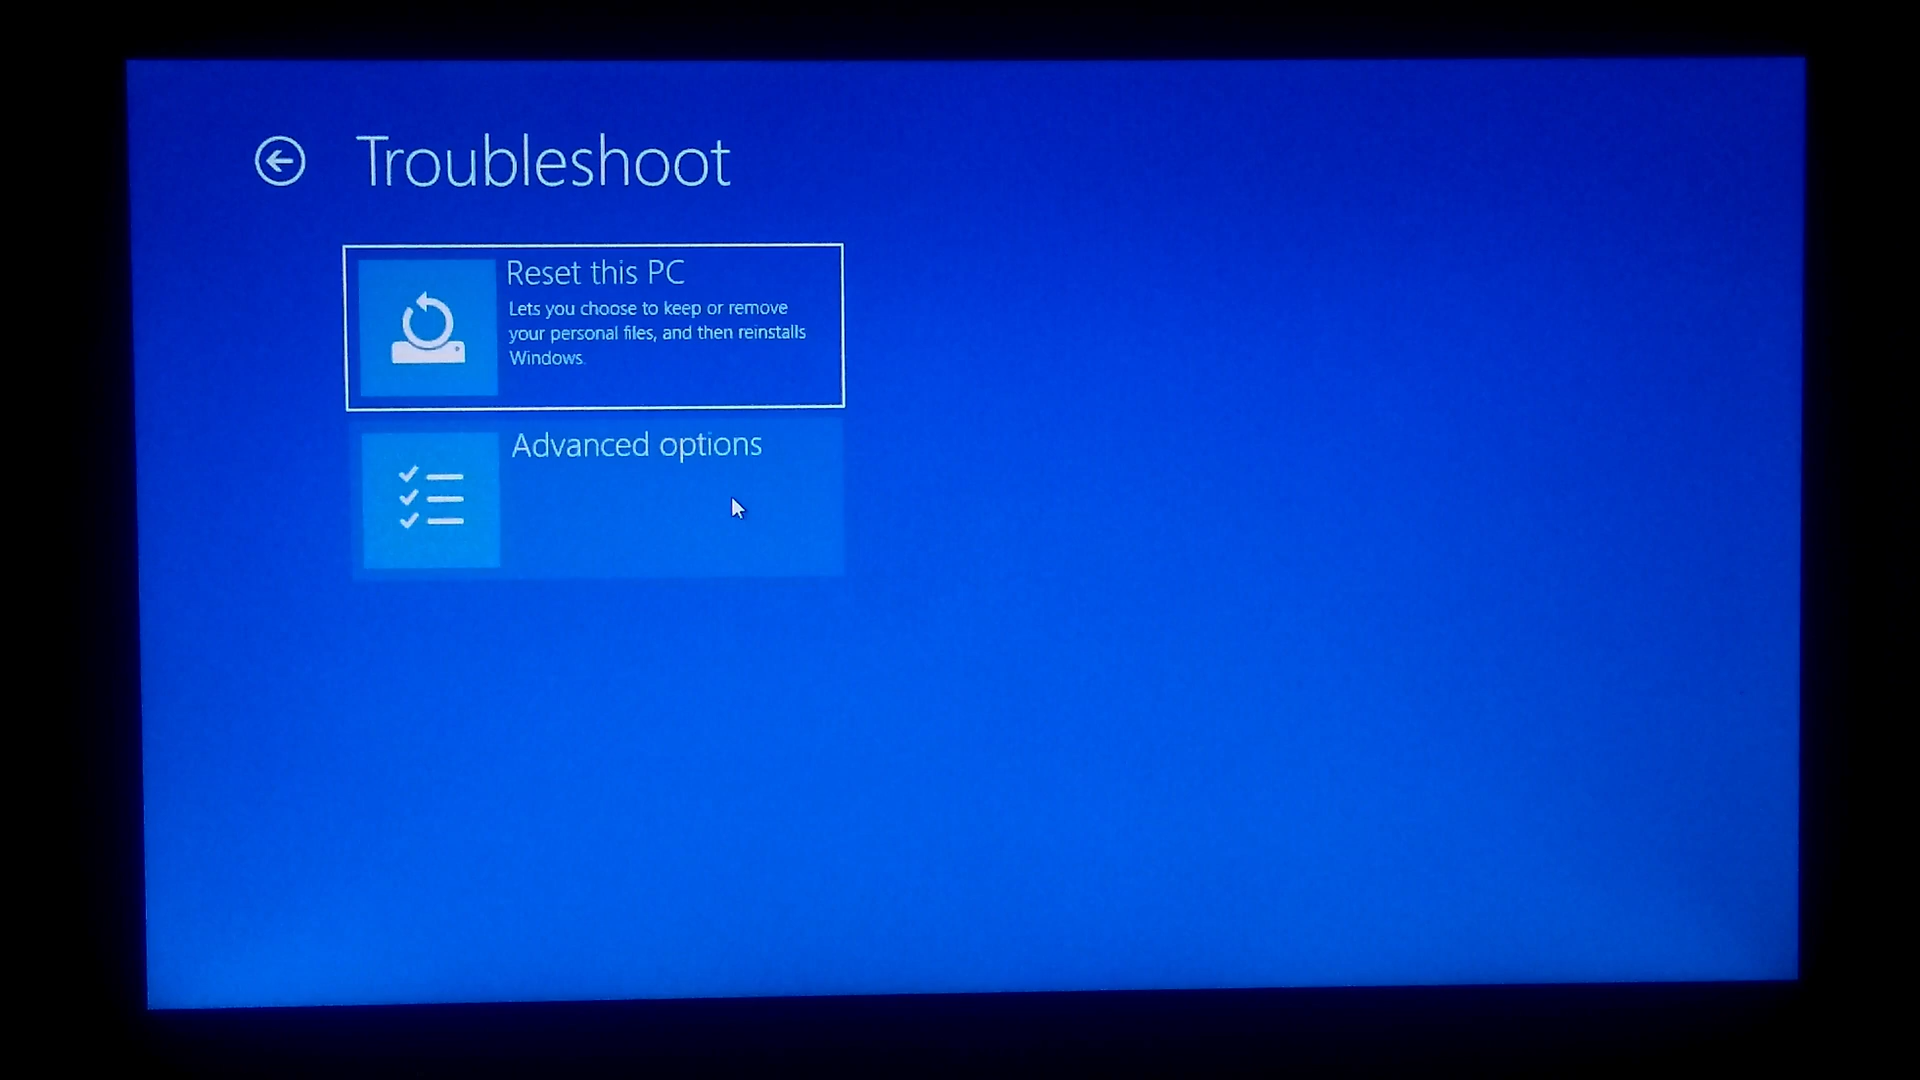 Troubleshoot
Reset this PC
Lets you choose to keep or remove
your personal files, and then reinstalls
Windows.
Advanced options